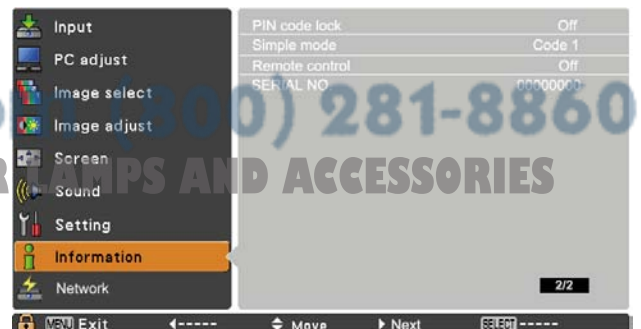 Input
PC adjust
Image select
Image adjust
Screen
Sound
Setting
Information
Network
PIN code lock Off
Simple mode Code 1
Remote control Off
SERIAL NO. 00000000
(800) 281-8860
R LAMPS AND ACCESSORIES
2/2
MENU Exit ◀----- Move ▶ Next SELECT -----